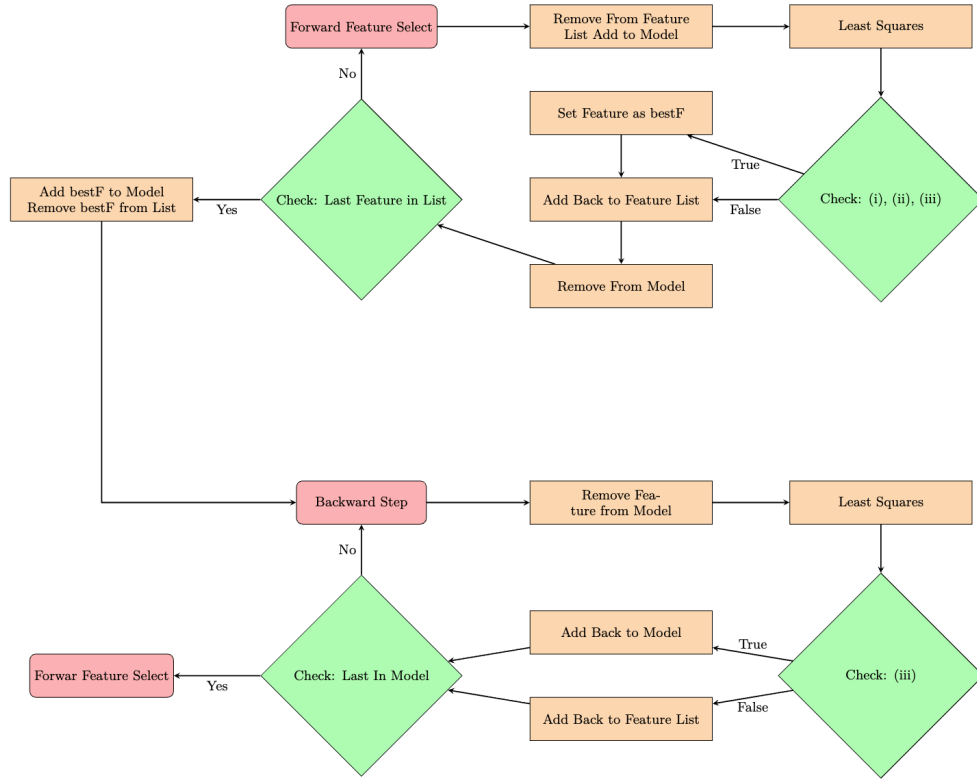 Forward Feature Select
Remove From Feature
List Add to Model
Least Squares
No
Set Feature as bestF
True
Add bestF to Model
Remove bestF from List
Yes
Check: Last Feature in List
Add Back to Feature List
False
Check: (i), (ii), (iii)
Remove From Model
Backward Step
Remove Fea-
ture from Model
Least Squares
No
Add Back to Model
True
Forwar Feature Select
Yes
Check: Last In Model
Check: (iii)
Add Back to Feature List
False